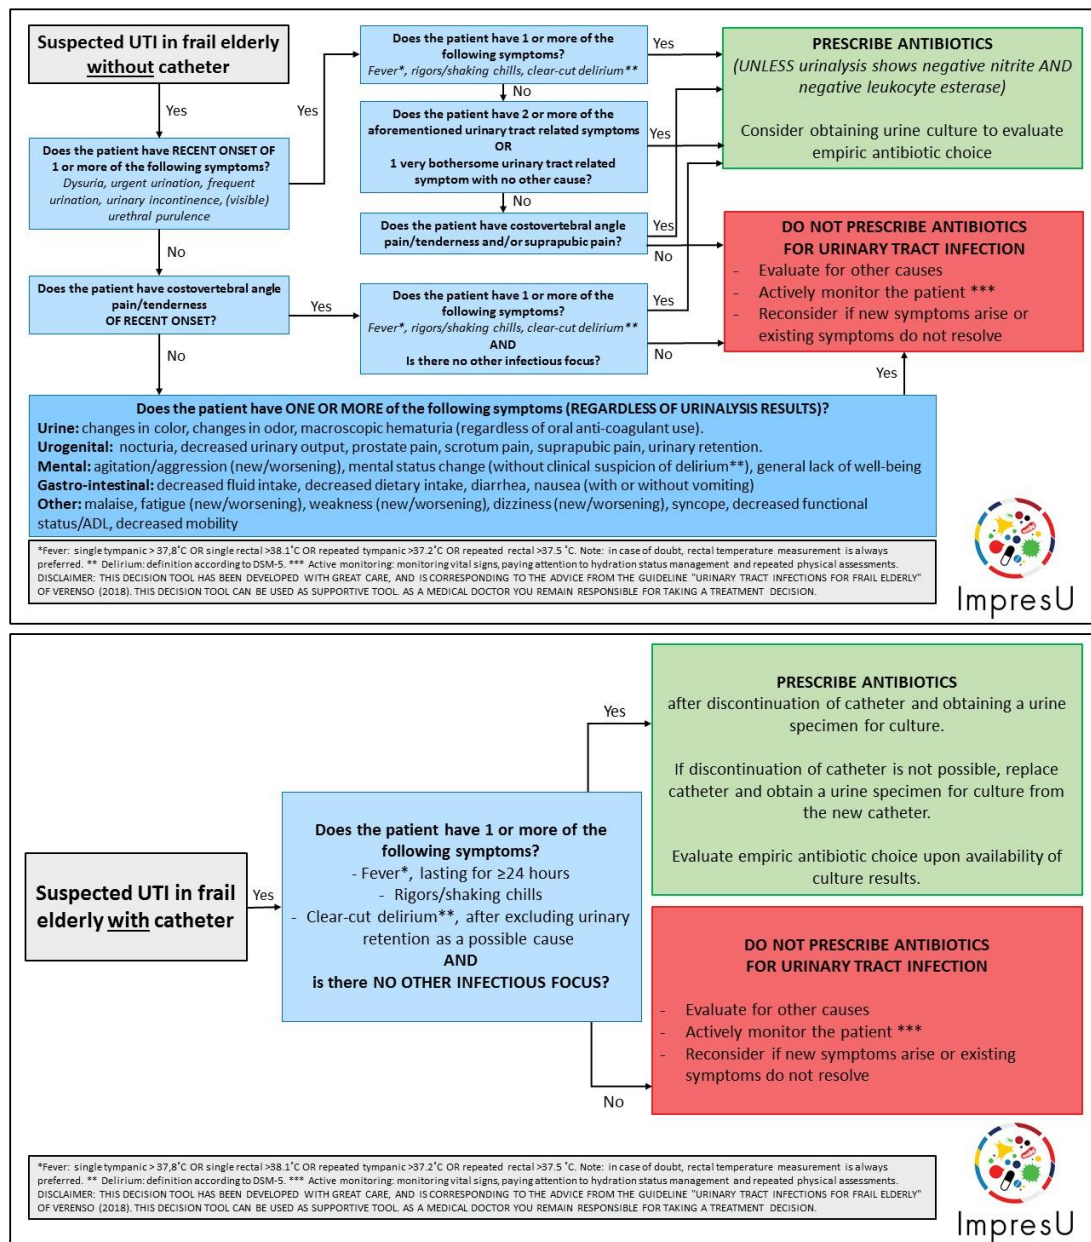 Suspected UTI in frail elderly
without catheter
Yes
Does the patient have RECENT ONSET OF
1 or more of the following symptoms?
Dysuria, urgent urination, frequent
urination, urinary incontinence, (visible)
urethral purulence
No
Does the patient have costovertebral angle
pain/tenderness
OF RECENT ONSET?
Yes
No
Yes
Does the patient have 1 or more of the
following symptoms?
Fever*, rigors/shaking chills, clear-cut delirium**
Yes
No
Does the patient have 2 or more of the
aforementioned urinary tract related symptoms
OR
1 very bothersome urinary tract related
symptom with no other cause?
Yes
No
Does the patient have costovertebral angle
pain/tenderness and/or suprapubic pain?
Yes
No
Does the patient have 1 or more of the
following symptoms?
Fever*, rigors/shaking chills, clear-cut delirium**
AND
Is there no other infectious focus?
Yes
No
PRESCRIBE ANTIBIOTICS
(UNLESS urinalysis shows negative nitrite AND
negative leukocyte esterase)
Consider obtaining urine culture to evaluate
empiric antibiotic choice
DO NOT PRESCRIBE ANTIBIOTICS
FOR URINARY TRACT INFECTION
- Evaluate for other causes
- Actively monitor the patient ***
- Reconsider if new symptoms arise or
existing symptoms do not resolve
Yes
Does the patient have ONE OR MORE of the following symptoms (REGARDLESS OF URINALYSIS RESULTS)?
Urine: changes in color, changes in odor, macroscopic hematuria (regardless of oral anti-coagulant use).
Urogenital: nocturia, decreased urinary output, prostate pain, scrotum pain, suprapubic pain, urinary retention.
Mental: agitation/aggression (new/worsening), mental status change (without clinical suspicion of delirium**), general lack of well-being
Gastro-intestinal: decreased fluid intake, decreased dietary intake, diarrhea, nausea (with or without vomiting)
Other: malaise, fatigue (new/worsening), weakness (new/worsening), dizziness (new/worsening), syncope, decreased functional
status/ADL, decreased mobility
*Fever: single tympanic > 37,8˚C OR single rectal >38.1˚C OR repeated tympanic >37.2˚C OR repeated rectal >37.5 ˚C. Note: in case of doubt, rectal temperature measurement is always
preferred. ** Delirium: definition according to DSM-5. *** Active monitoring: monitoring vital signs, paying attention to hydration status management and repeated physical assessments.
DISCLAIMER: THIS DECISION TOOL HAS BEEN DEVELOPED WITH GREAT CARE, AND IS CORRESPONDING TO THE ADVICE FROM THE GUIDELINE "URINARY TRACT INFECTIONS FOR FRAIL ELDERLY"
OF VERENSO (2018). THIS DECISION TOOL CAN BE USED AS SUPPORTIVE TOOL. AS A MEDICAL DOCTOR YOU REMAIN RESPONSIBLE FOR TAKING A TREATMENT DECISION.
ImpresU
Suspected UTI in frail
elderly with catheter
Yes
Does the patient have 1 or more of the
following symptoms?
- Fever*, lasting for ≥24 hours
- Rigors/shaking chills
- Clear-cut delirium**, after excluding urinary
retention as a possible cause
AND
is there NO OTHER INFECTIOUS FOCUS?
Yes
No
PRESCRIBE ANTIBIOTICS
after discontinuation of catheter and obtaining a urine
specimen for culture.
If discontinuation of catheter is not possible, replace
catheter and obtain a urine specimen for culture from
the new catheter.
Evaluate empiric antibiotic choice upon availability of
culture results.
DO NOT PRESCRIBE ANTIBIOTICS
FOR URINARY TRACT INFECTION
- Evaluate for other causes
- Actively monitor the patient ***
- Reconsider if new symptoms arise or existing
symptoms do not resolve
*Fever: single tympanic > 37,8˚C OR single rectal >38.1˚C OR repeated tympanic >37.2˚C OR repeated rectal >37.5 ˚C. Note: in case of doubt, rectal temperature measurement is always
preferred. ** Delirium: definition according to DSM-5. *** Active monitoring: monitoring vital signs, paying attention to hydration status management and repeated physical assessments.
DISCLAIMER: THIS DECISION TOOL HAS BEEN DEVELOPED WITH GREAT CARE, AND IS CORRESPONDING TO THE ADVICE FROM THE GUIDELINE "URINARY TRACT INFECTIONS FOR FRAIL ELDERLY"
OF VERENSO (2018). THIS DECISION TOOL CAN BE USED AS SUPPORTIVE TOOL. AS A MEDICAL DOCTOR YOU REMAIN RESPONSIBLE FOR TAKING A TREATMENT DECISION.
ImpresU